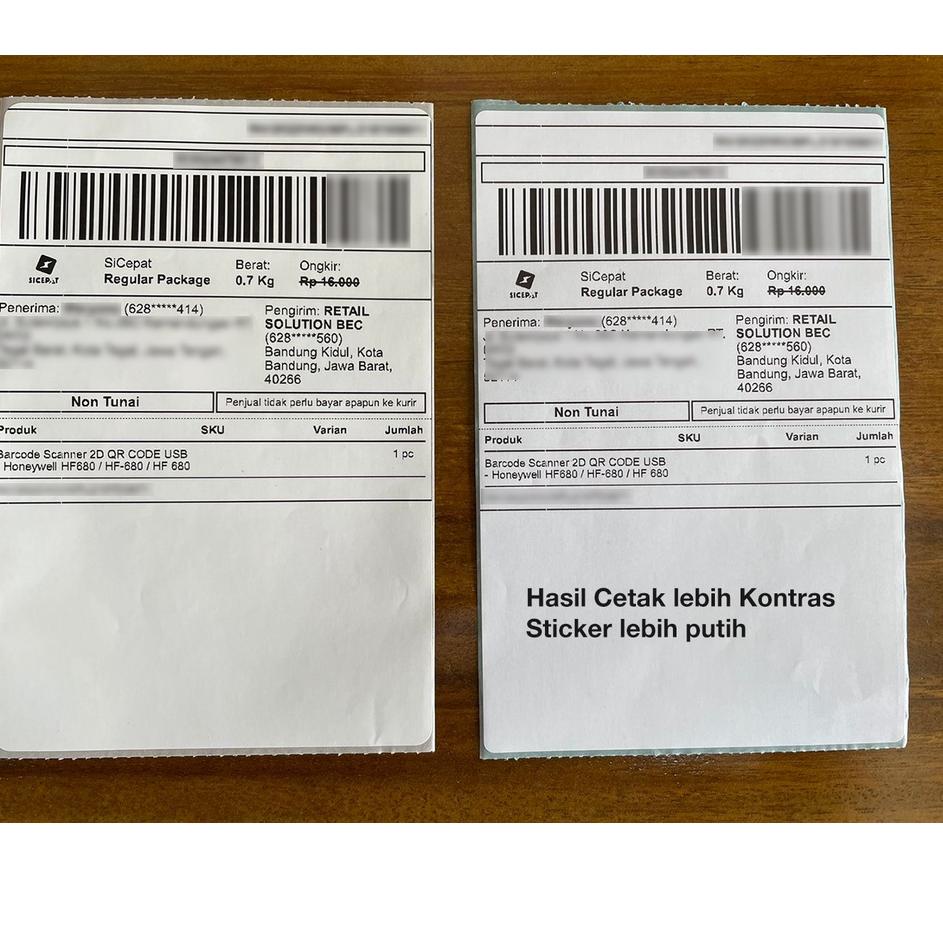 SICEPAT
SiCepat
Regular Package
Berat:
0.7 Kg
Ongkir:
Rp 16.000
Penerima: (628*****414)
Pengirim: RETAIL
SOLUTION BEC
(628*****560)
Bandung Kidul, Kota
Bandung, Jawa Barat,
40266
Non Tunai
Penjual tidak perlu bayar apapun ke kurir
Produk SKU Varian Jumlah
Barcode Scanner 2D QR CODE USB 1 pc
- Honeywell HF680 / HF-680 / HF 680
SICEPAT
SiCepat
Regular Package
Berat:
0.7 Kg
Ongkir:
Rp 16.000
Penerima: (628*****414)
Pengirim: RETAIL
SOLUTION BEC
(628*****560)
Bandung Kidul, Kota
Bandung, Jawa Barat,
40266
Non Tunai
Penjual tidak perlu bayar apapun ke kurir
Produk SKU Varian Jumlah
Barcode Scanner 2D QR CODE USB 1 pc
- Honeywell HF680 / HF-680 / HF 680
Hasil Cetak lebih Kontras
Sticker lebih putih